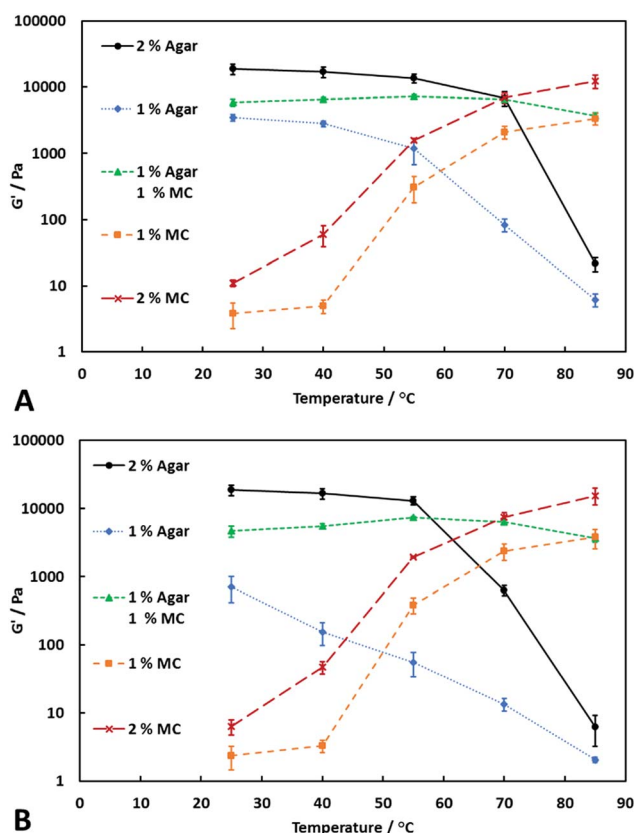 100000
10000
1000
100
10
1
G' / Pa
2 % Agar
1 % Agar
1 % Agar
1 % MC
1 % MC
2 % MC
0 10 20 30 40 50 60 70 80 90
Temperature / °C
A
100000
10000
1000
100
10
1
G' / Pa
2 % Agar
1 % Agar
1 % Agar
1 % MC
1 % MC
2 % MC
0 10 20 30 40 50 60 70 80 90
Temperature / °C
B